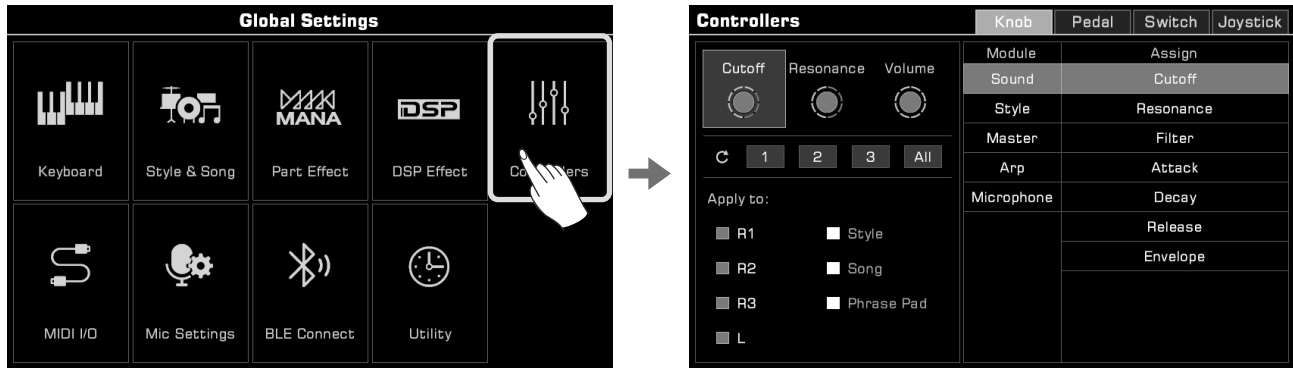 Global Settings
MANA
DSP
Keyboard
Style & Song
Part Effect
DSP Effect
MIDI I/O
Mic Settings
BLE Connect
Utility
Controllers
Knob
Pedal
Switch
Joystick
Cutoff
Resonance
Volume
1
2
3
All
Apply to:
R1
Style
R2
Song
R3
Phrase Pad
L
Module
Assign
Sound
Cutoff
Style
Resonance
Master
Filter
Arp
Attack
Microphone
Decay
Release
Envelope